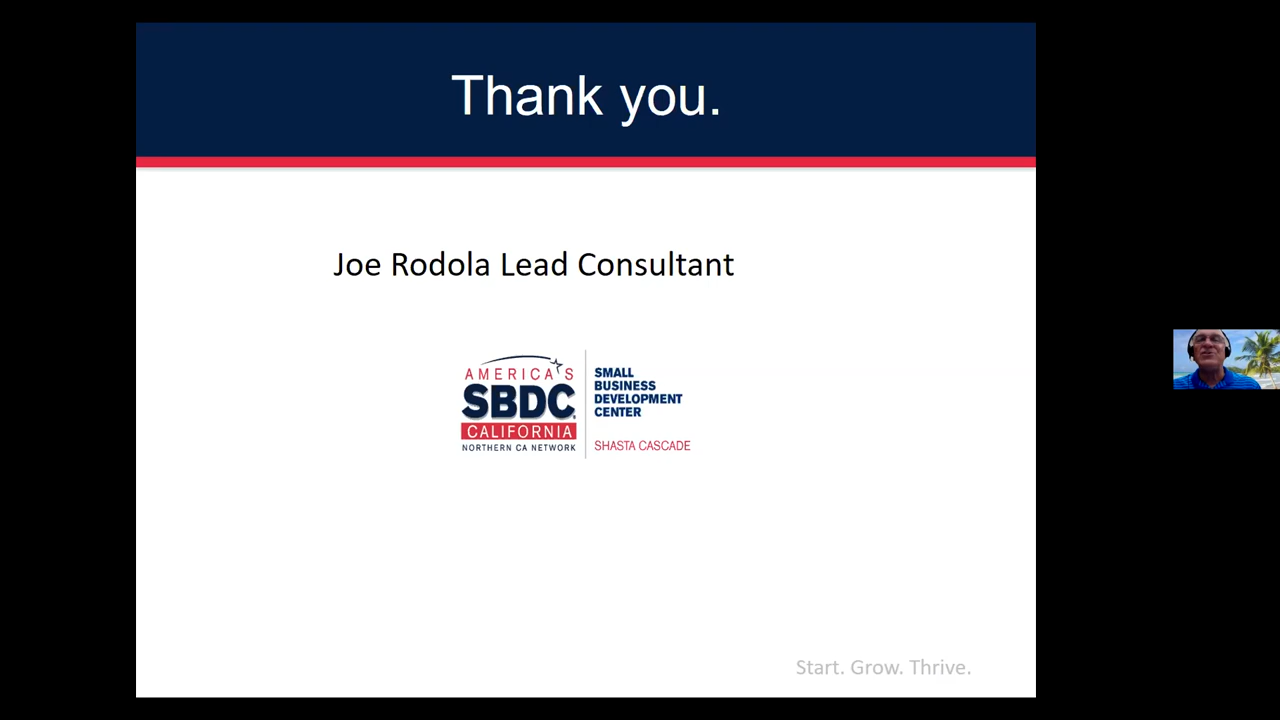 Thank you.
Joe Rodola Lead Consultant
AMERICA'S
SBDC
CALIFORNIA
NORTHERN CA NETWORK
SMALL
BUSINESS
DEVELOPMENT
CENTER
SHASTA CASCADE
Start. Grow. Thrive.